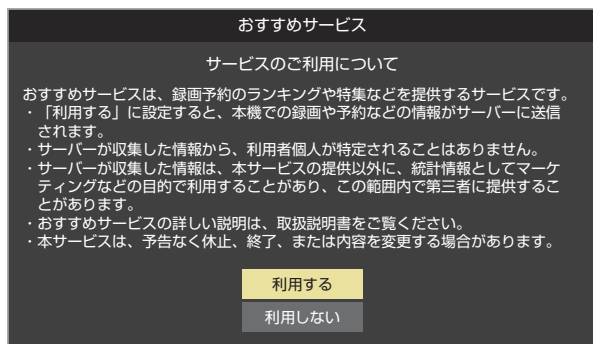 おすすめサービス
サービスのご利用について
おすすめサービスは、録画予約のランキングや特集などを提供するサービスです。
・「利用する」に設定すると、本機での録画や予約などの情報がサーバーに送信
されます。
・サーバーが収集した情報から、利用者個人が特定されることはありません。
・サーバーが収集した情報は、本サービスの提供以外に、統計情報としてマーケ
ティングなどの目的で利用することがあり、この範囲内で第三者に提供するこ
とがあります。
・おすすめサービスの詳しい説明は、取扱説明書をご覧ください。
・本サービスは、予告なく休止、終了、または内容を変更する場合があります。
利用する
利用しない